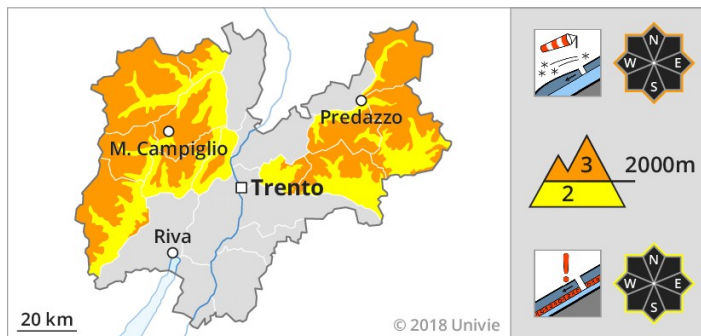 M. Campiglio
Predazzo
Trento
Riva
20 km
© 2018 Univie
N
W E
S
3 2000m
2
N
W E
S